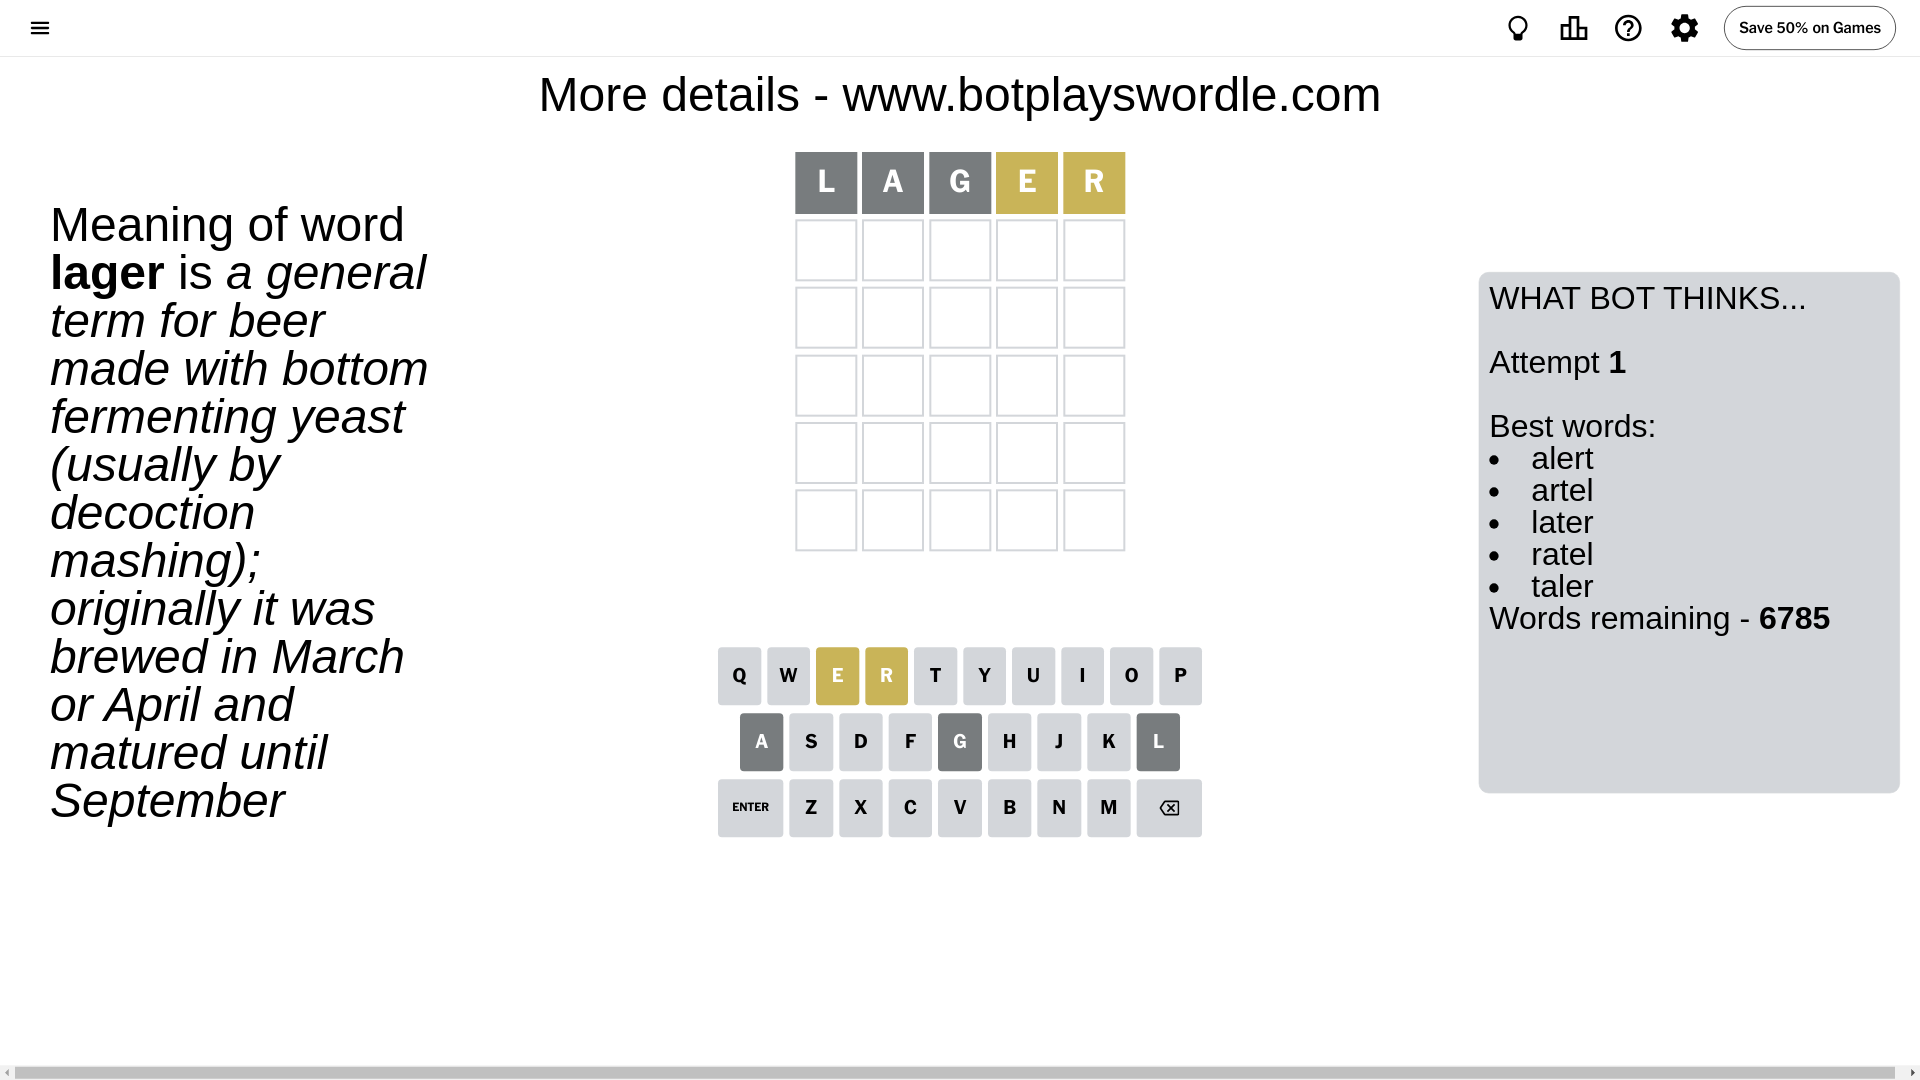 Save 50% on Games
More details - www.botplayswordle.com
L A G E R
Meaning of word
lager is a general
term for beer
made with bottom
fermenting yeast
(usually by
decoction
mashing);
originally it was
brewed in March
or April and
matured until
September
WHAT BOT THINKS...
Attempt 1
Best words:
alert
artel
later
ratel
taler
Words remaining - 6785
Q W E R T Y U I O P
A S D F G H J K L
ENTER Z X C V B N M